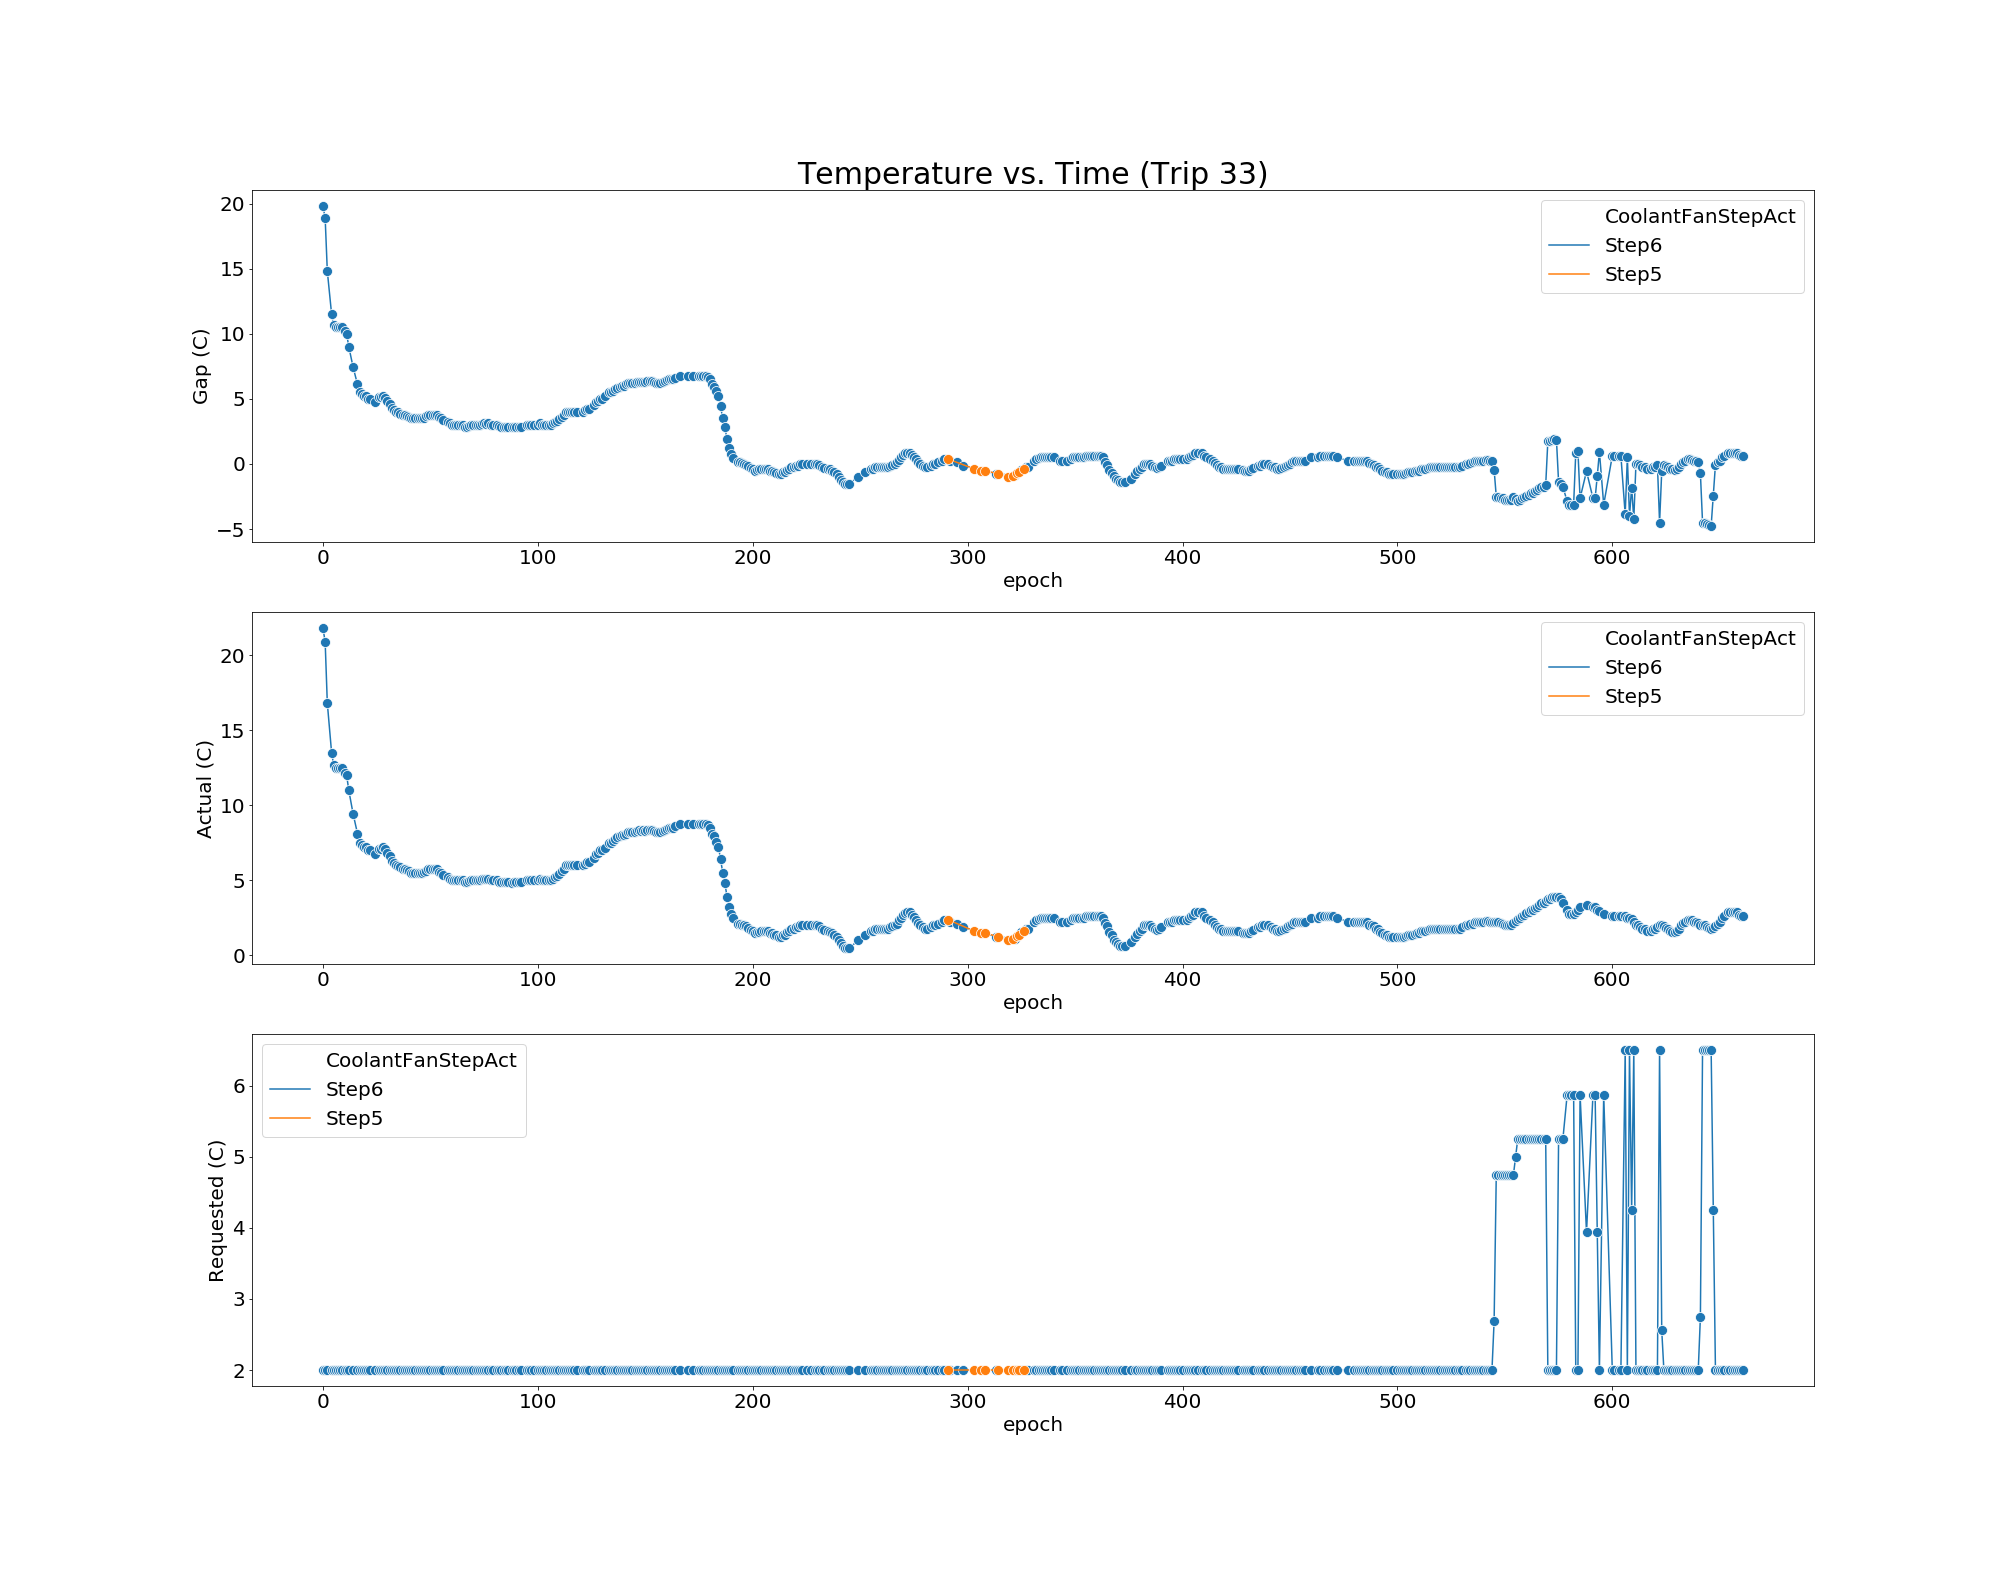 Temperature vs. Time (Trip 33)
20
15
10
5
0
−5
Gap (C)
CoolantFanStepAct
Step6
Step5
0 100 200 300 400 500 600
epoch
20
15
10
5
0
Actual (C)
CoolantFanStepAct
Step6
Step5
0 100 200 300 400 500 600
epoch
6
5
4
3
2
Requested (C)
CoolantFanStepAct
Step6
Step5
0 100 200 300 400 500 600
epoch